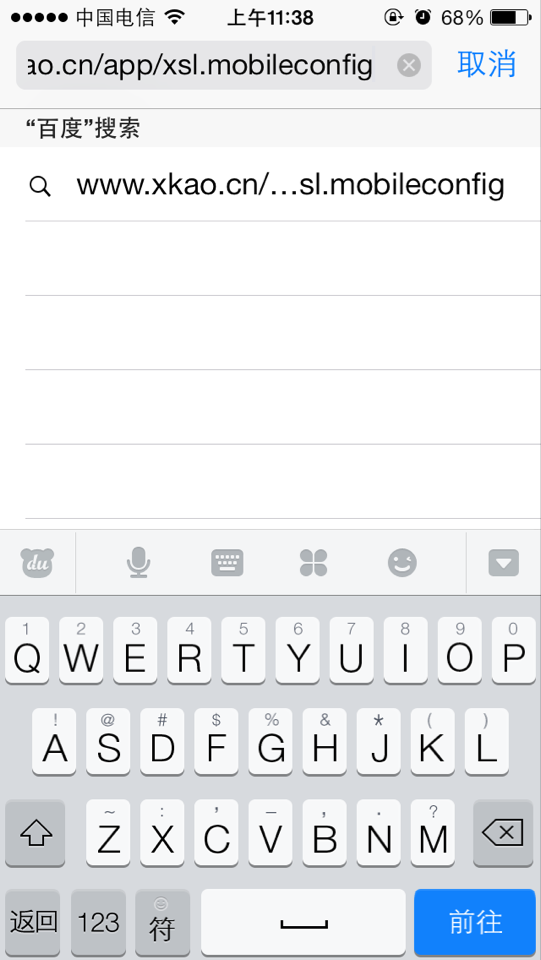 中国电信 上午11:38 68%
ao.cn/app/xsl.mobileconfig 取消
“百度”搜索
www.xkao.cn/…sl.mobileconfig
du
1 2 3 4 5 6 7 8 9 0
Q W E R T Y U I O P
! @ # $ % & * ( )
A S D F G H J K L
~ : ’ – , . ?
Z X C V B N M
返回 123 符 前往